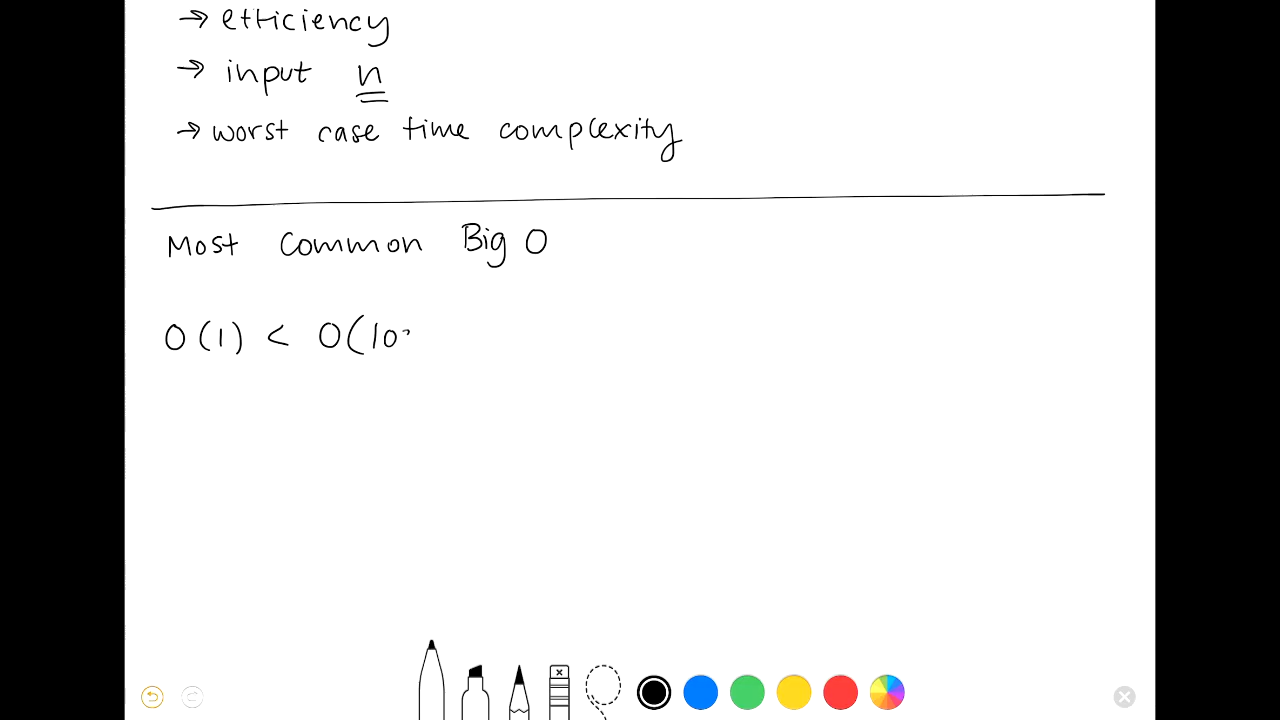 → efficiency
→ input n
→ worst case time complexity
Most Common Big O
O(1) < O(lo